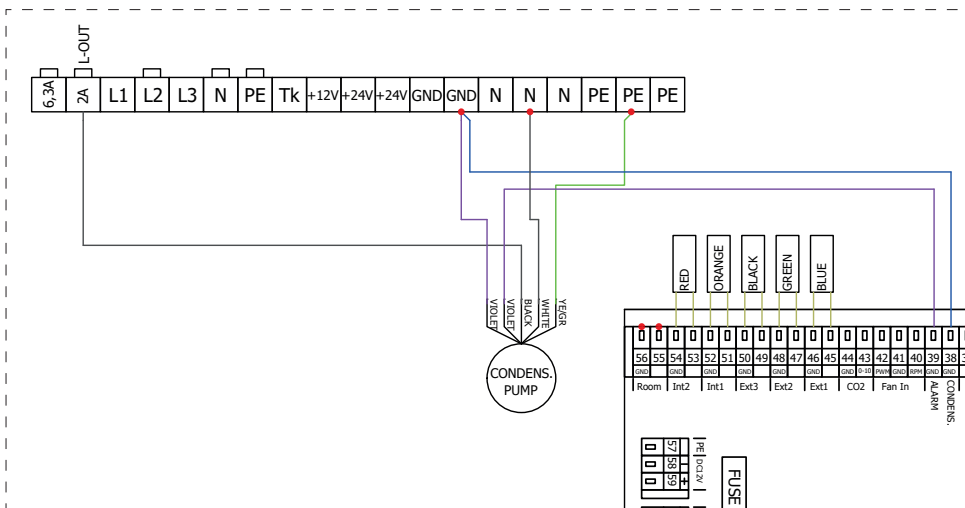 L-OUT
6,3A 2A L1 L2 L3 N PE Tk +12V +24V +24V GND GND N N N PE PE PE
RED ORANGE BLACK GREEN BLUE
VIOLET VIOLET BLACK WHITE YE/GR
CONDENS.
PUMP
56 55 54 53 52 51 50 49 48 47 46 45 44 43 42 41 40 39 38
GND GND GND GND GND GND GND 0-10 PWM GND RPM GND GND
Room Int2 Int1 Ext3 Ext2 Ext1 CO2 Fan In ALARM CONDENS.
57 PE
58 - DC12V
59 +
FUSE